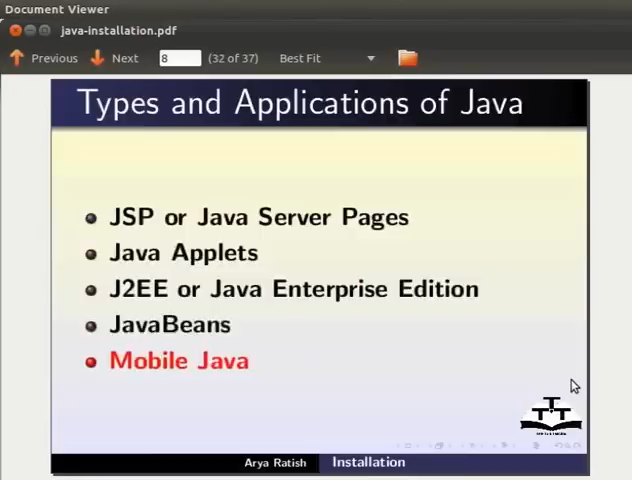 Document Viewer
java-installation.pdf
Previous Next 8 (32 of 37) Best Fit
Types and Applications of Java
JSP or Java Server Pages
Java Applets
J2EE or Java Enterprise Edition
JavaBeans
Mobile Java
Arya Ratish Installation